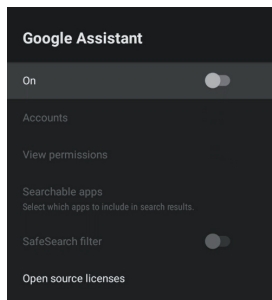 Google Assistant
On
Accounts
View permissions
Searchable apps
Select which apps to include in search results.
SafeSearch filter
Open source licenses